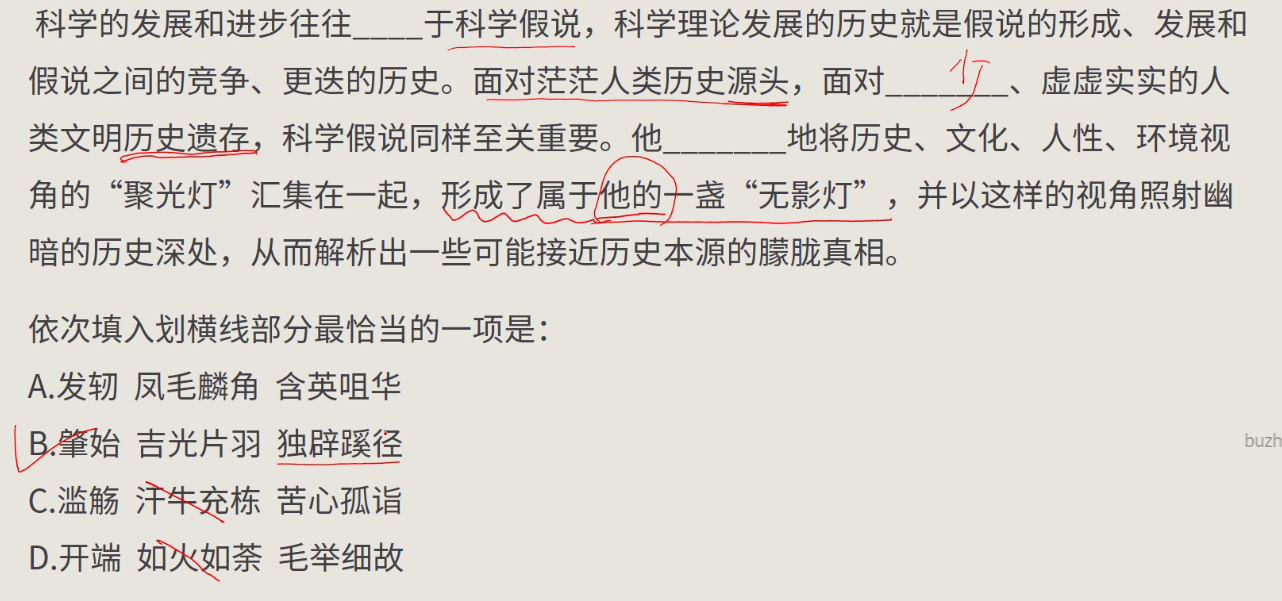 科学的发展和进步往往____于科学假说，科学理论发展的历史就是假说的形成、发展和
假说之间的竞争、更迭的历史。面对茫茫人类历史源头，面对_______、虚虚实实的人
类文明历史遗存，科学假说同样至关重要。他_______地将历史、文化、人性、环境视
角的“聚光灯”汇集在一起，形成了属于他的一盏“无影灯”，并以这样的视角照射幽
暗的历史深处，从而解析出一些可能接近历史本源的朦胧真相。
依次填入划横线部分最恰当的一项是：
A.发轫 凤毛麟角 含英咀华
B.肇始 吉光片羽 独辟蹊径
buzh
C.滥觞 汗牛充栋 苦心孤诣
D.开端 如火如荼 毛举细故